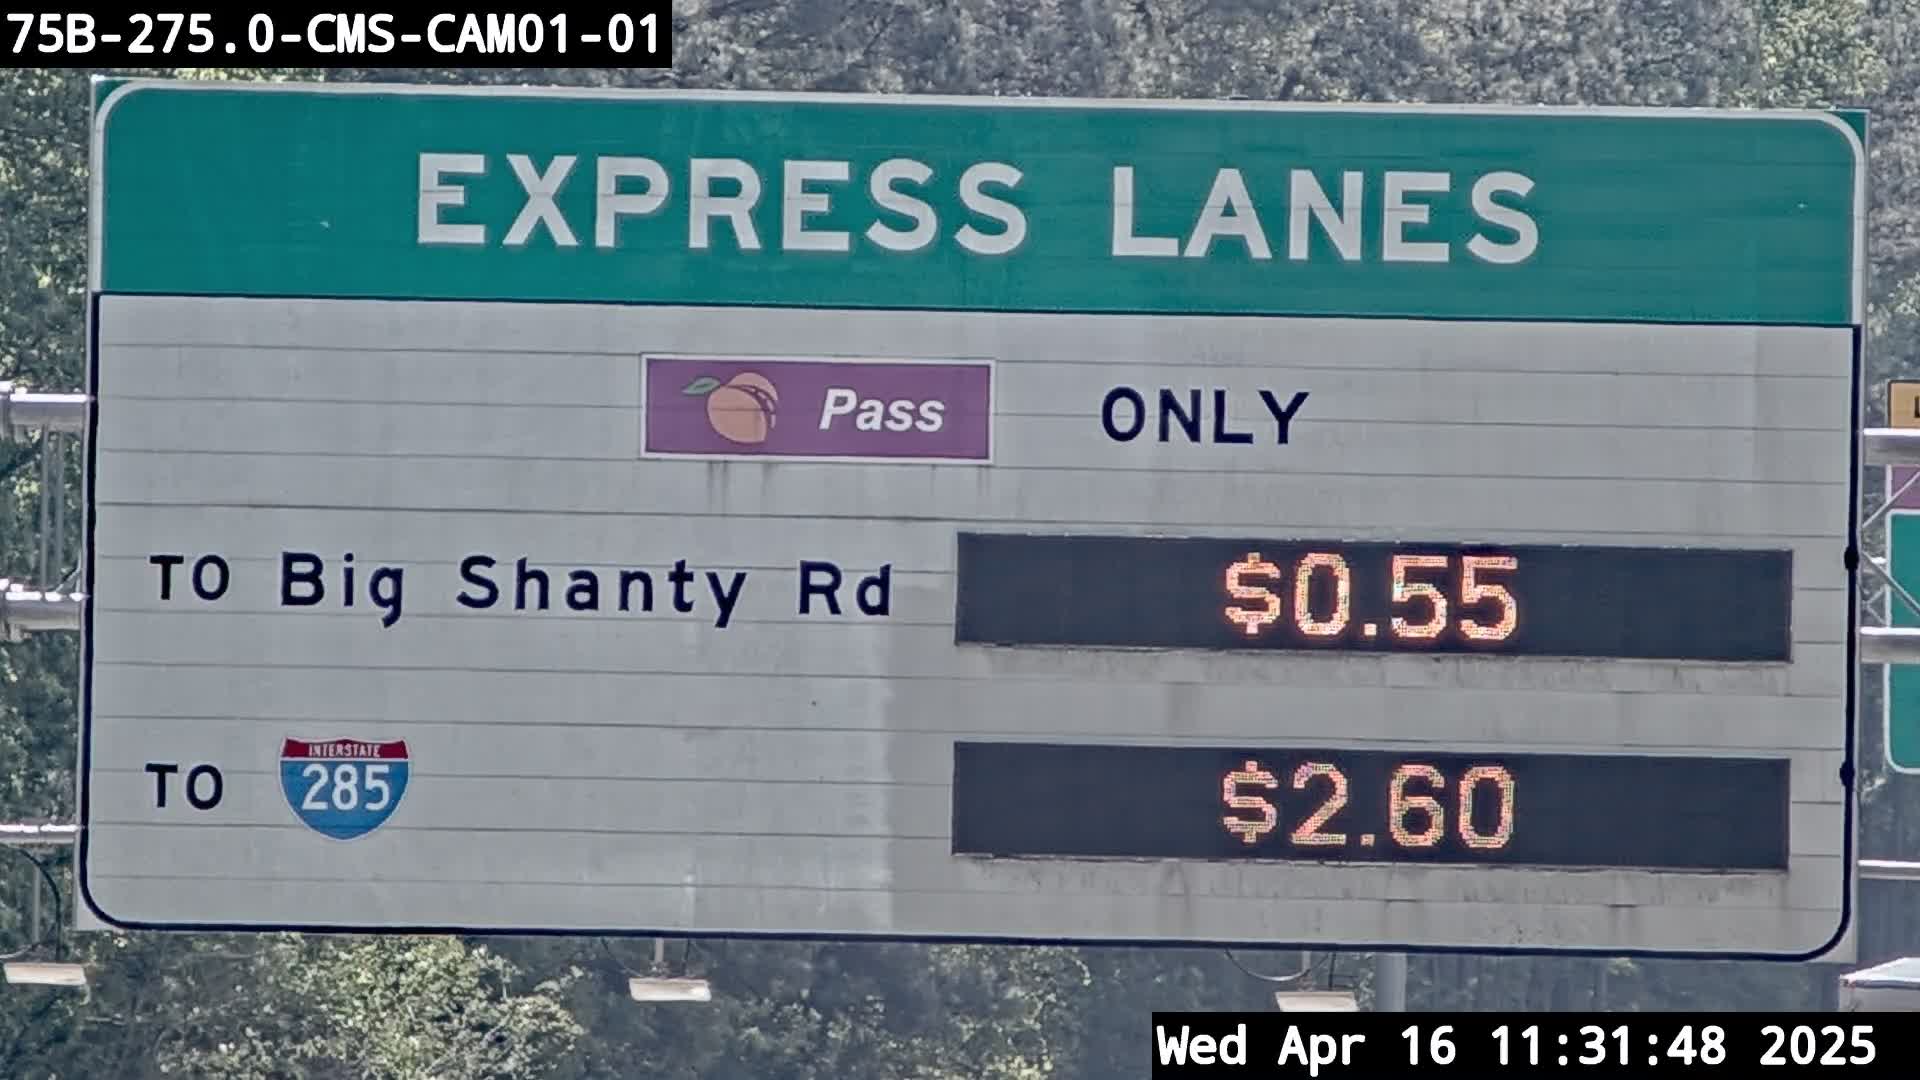 75B-275.0-CMS-CAM01-01
EXPRESS LANES
Pass ONLY
TO Big Shanty Rd $0.55
TO INTERSTATE 285 $2.60
Wed Apr 16 11:31:48 2025